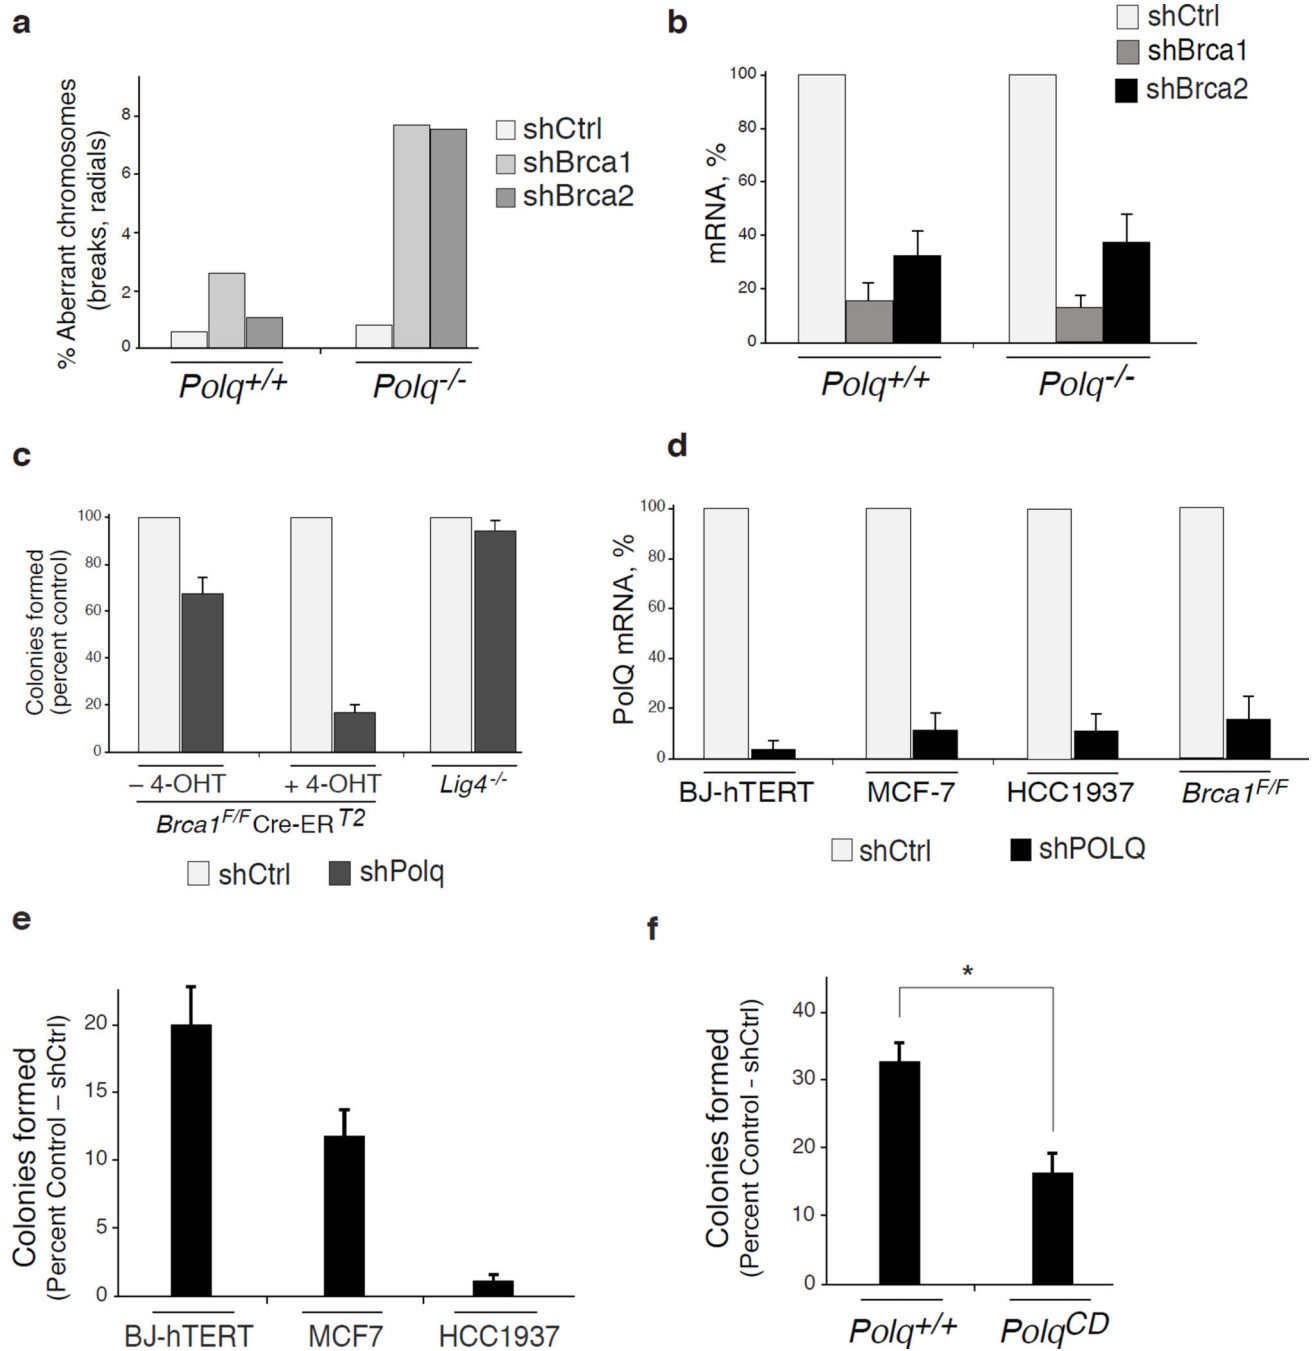 a
% Aberrant chromosomes
(breaks, radials)
8
6
4
2
0
shCtrl
shBrca1
shBrca2
Polq+/+
Polq-/-
b
shCtrl
shBrca1
shBrca2
mRNA, %
100
80
60
40
20
0
Polq+/+
Polq-/-
c
Colonies formed
(percent control)
100
80
60
40
20
0
– 4-OHT
+ 4-OHT
Lig4-/-
Brca1F/F Cre-ERT2
shCtrl
shPolq
d
PolQ mRNA, %
100
80
60
40
20
0
BJ-hTERT
MCF-7
HCC1937
Brca1F/F
shCtrl
shPOLQ
e
Colonies formed
(Percent Control – shCtrl)
20
15
10
5
0
BJ-hTERT
MCF7
HCC1937
f
Colonies formed
(Percent Control - shCtrl)
40
30
20
10
0
*
Polq+/+
PolqCD